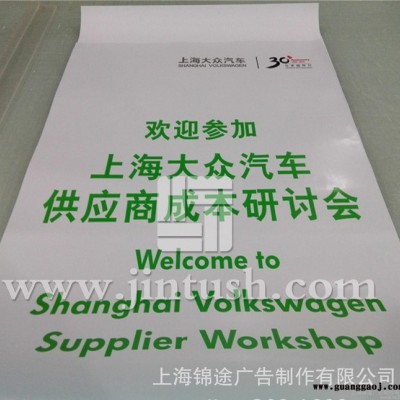 上海大众汽车
SHANGHAI VOLKSWAGEN
30
欢迎参加
上海大众汽车
供应商成本研讨会
Welcome to
www.jintush.com
Shanghai Volkswagen
Supplier Workshop
上海锦途广告制作有限公司
www.guanggaoj.com